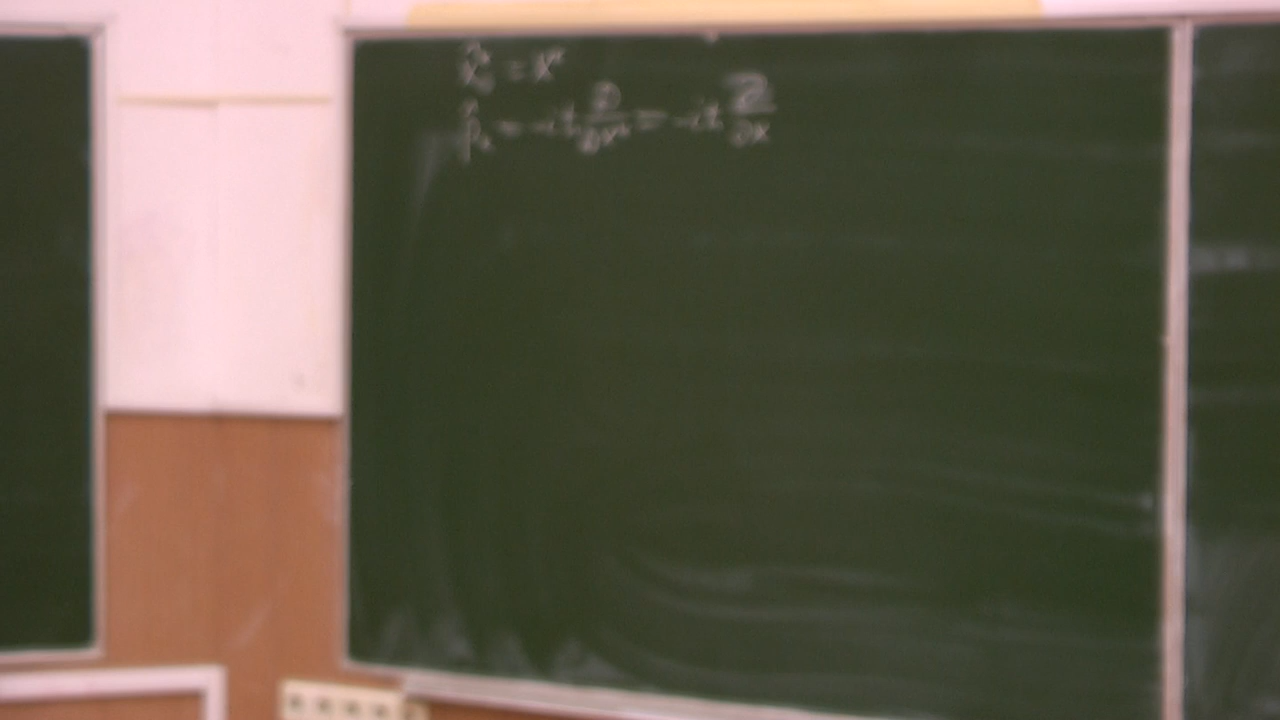 x̂ = x
p̂ₓ = -iħ ∂/∂x = -iħ ∂/∂x